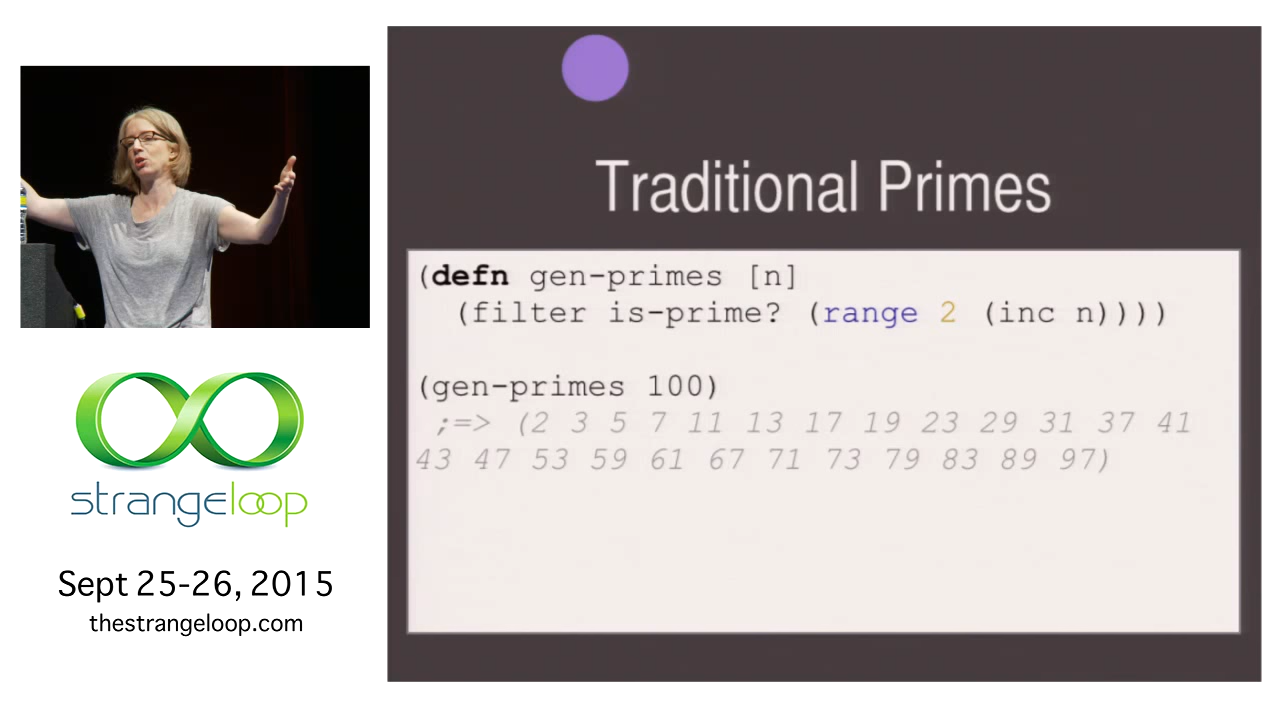 Traditional Primes
(defn gen-primes [n]
  (filter is-prime? (range 2 (inc n))))
(gen-primes 100)
 ;=> (2 3 5 7 11 13 17 19 23 29 31 37 41
43 47 53 59 61 67 71 73 79 83 89 97)
strangeloop
Sept 25-26, 2015
thestrangeloop.com